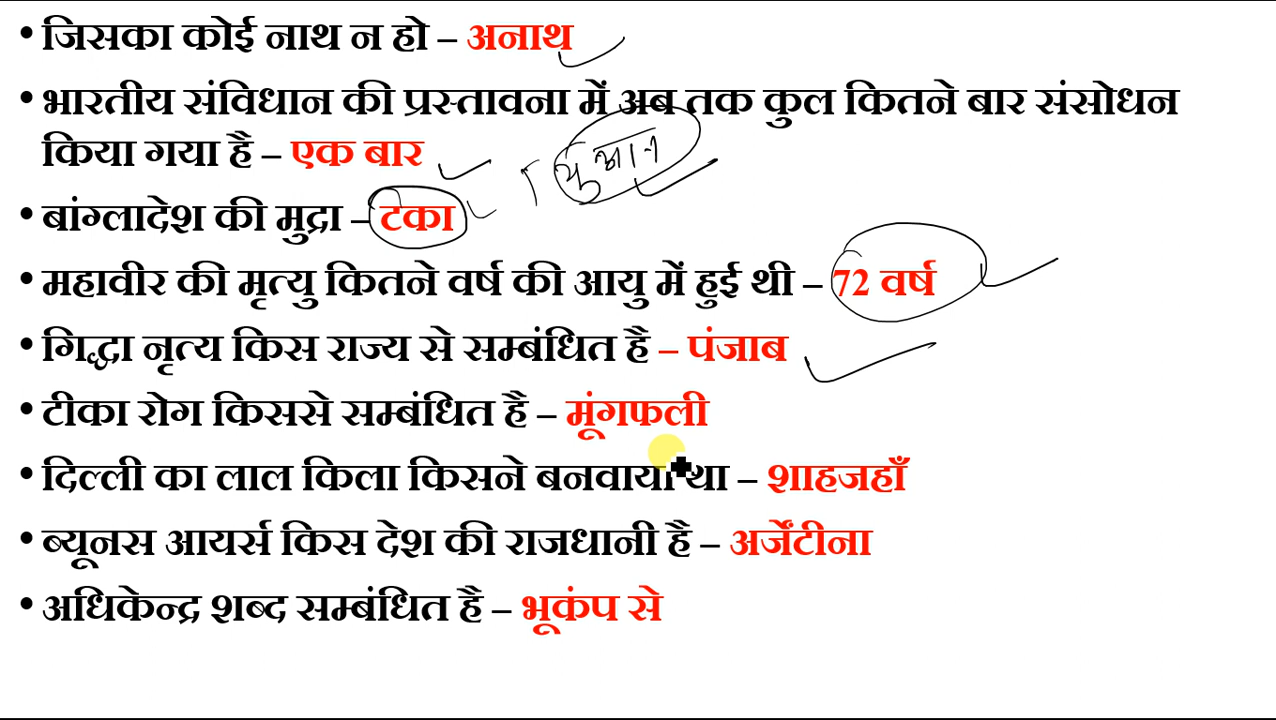 • जिसका कोई नाथ न हो – अनाथ
• भारतीय संविधान की प्रस्तावना में अब तक कुल कितने बार संसोधन
किया गया है – एक बार
युआन
• बांग्लादेश की मुद्रा – टका
• महावीर की मृत्यु कितने वर्ष की आयु में हुई थी – 72 वर्ष
• गिद्धा नृत्य किस राज्य से सम्बंधित है – पंजाब
• टीका रोग किससे सम्बंधित है – मूंगफली
• दिल्ली का लाल किला किसने बनवाया था – शाहजहाँ
• ब्यूनस आयर्स किस देश की राजधानी है – अर्जेंटीना
• अधिकेन्द्र शब्द सम्बंधित है – भूकंप से